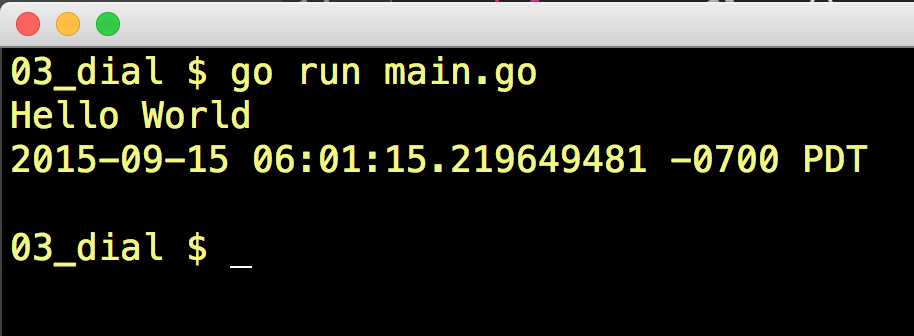 03_dial $ go run main.go
Hello World
2015-09-15 06:01:15.219649481 -0700 PDT
03_dial $ _